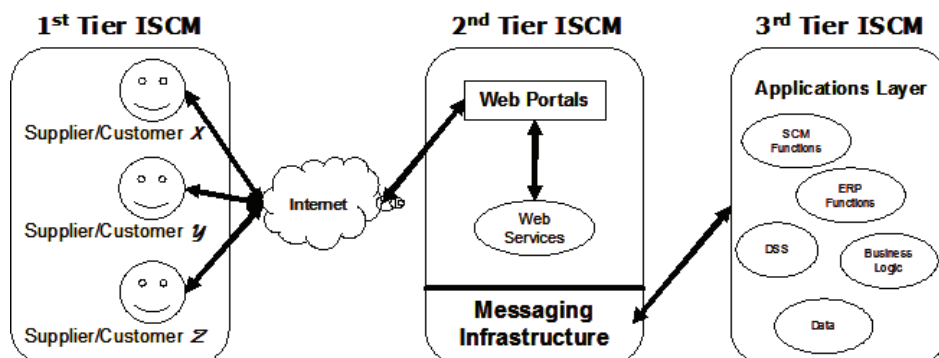 1st Tier ISCM
Supplier/Customer x
Supplier/Customer y
Supplier/Customer z
Internet
2nd Tier ISCM
Web Portals
Web
Services
Messaging
Infrastructure
3rd Tier ISCM
Applications Layer
SCM
Functions
ERP
Functions
DSS
Business
Logic
Data